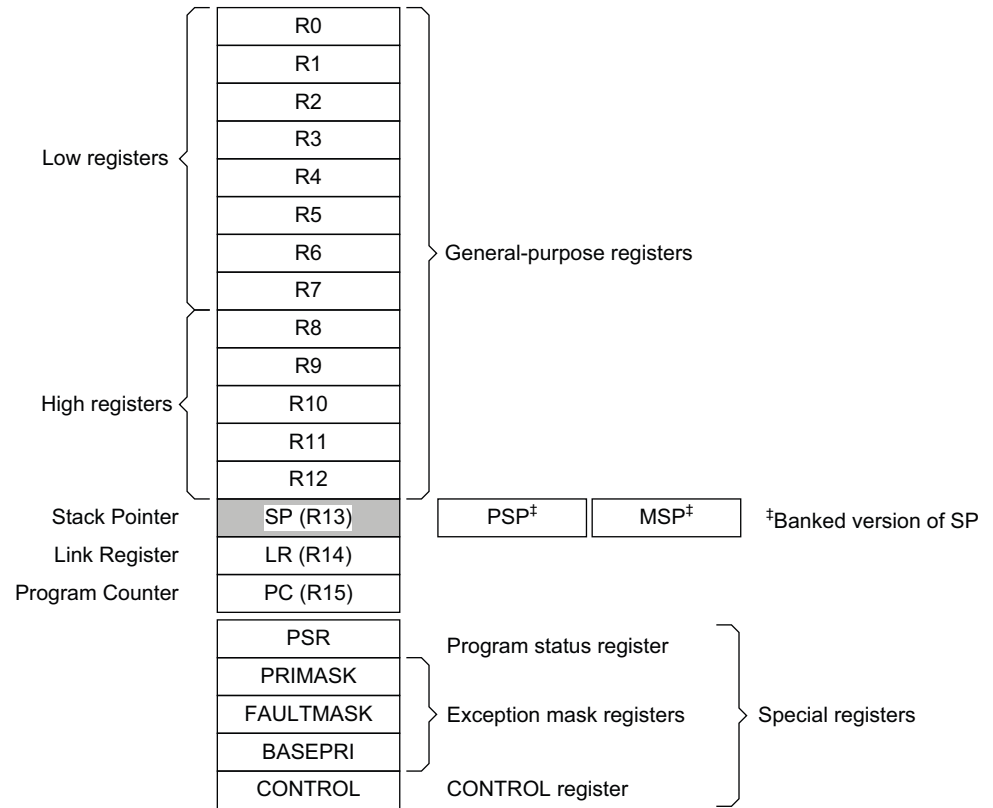 R0
R1
R2
R3
Low registers
R4
R5
R6
General-purpose registers
R7
R8
R9
High registers
R10
R11
R12
Stack Pointer
SP (R13)
PSP‡
MSP‡
‡Banked version of SP
Link Register
LR (R14)
Program Counter
PC (R15)
PSR
Program status register
PRIMASK
FAULTMASK
Exception mask registers
Special registers
BASEPRI
CONTROL
CONTROL register